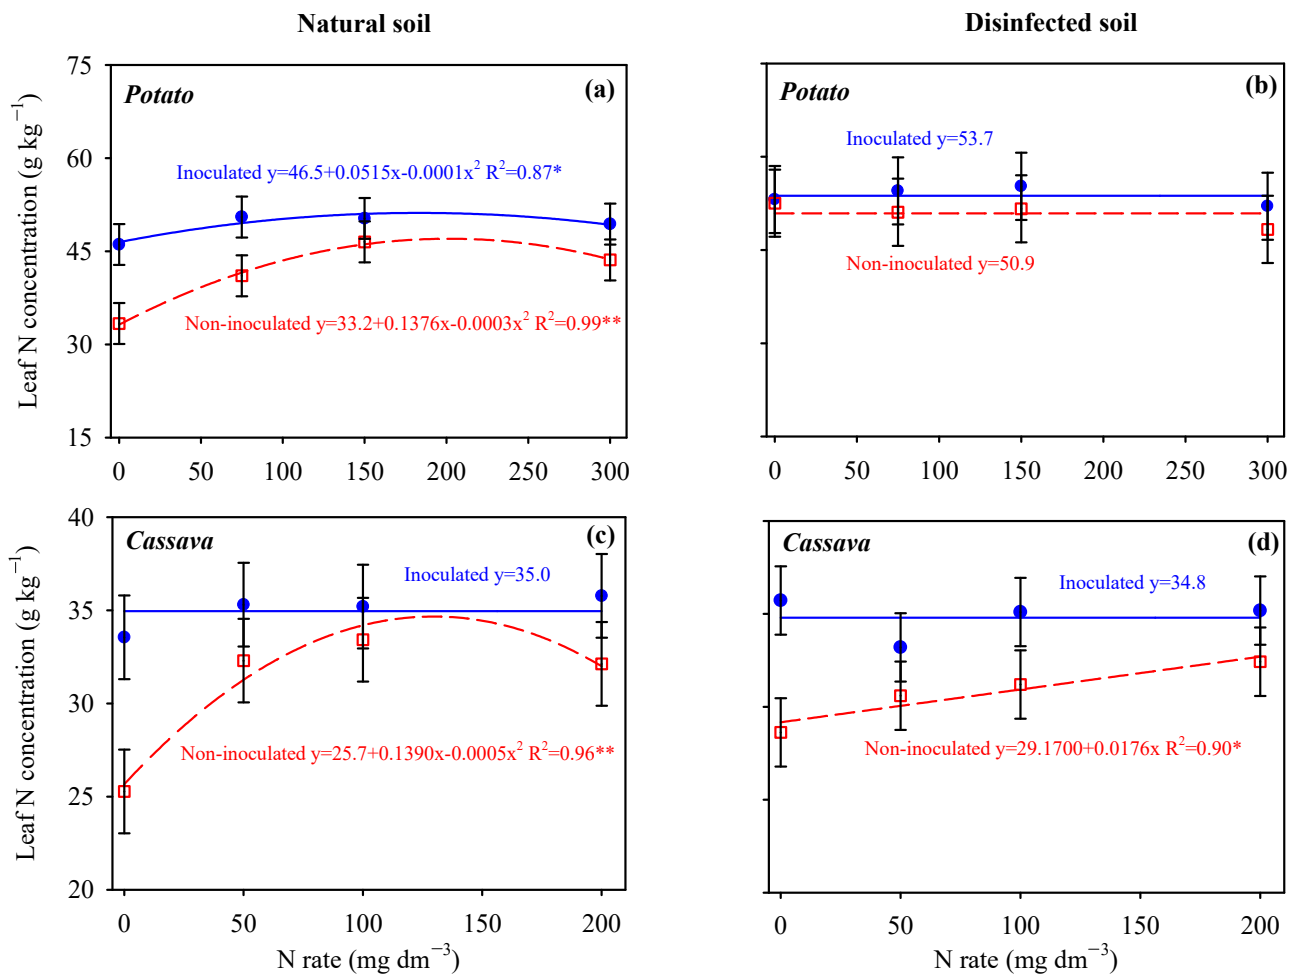 Natural soil
Disinfected soil
Leaf N concentration (g kg⁻¹)
75
60
45
30
15
Potato
(a)
Inoculated y=46.5+0.0515x-0.0001x² R²=0.87*
Non-inoculated y=33.2+0.1376x-0.0003x² R²=0.99**
0 50 100 150 200 250 300
Potato
(b)
Inoculated y=53.7
Non-inoculated y=50.9
0 50 100 150 200 250 300
Leaf N concentration (g kg⁻¹)
40
35
30
25
20
Cassava
(c)
Inoculated y=35.0
Non-inoculated y=25.7+0.1390x-0.0005x² R²=0.96**
0 50 100 150 200
N rate (mg dm⁻³)
Cassava
(d)
Inoculated y=34.8
Non-inoculated y=29.1700+0.0176x R²=0.90*
0 50 100 150 200
N rate (mg dm⁻³)